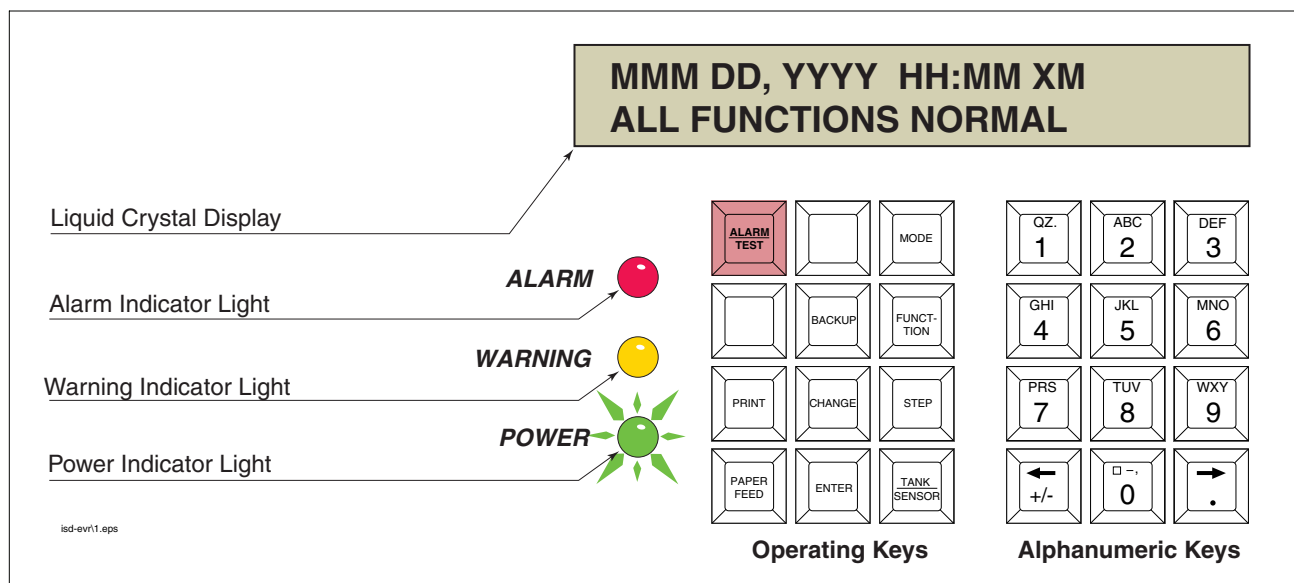 MMM DD, YYYY HH:MM XM
ALL FUNCTIONS NORMAL
Liquid Crystal Display
Alarm Indicator Light
Warning Indicator Light
Power Indicator Light
ALARM
WARNING
POWER
ALARM
TEST
MODE
BACKUP
FUNCT-
TION
PRINT
CHANGE
STEP
PAPER
FEED
ENTER
TANK
SENSOR
Operating Keys
QZ.
1
ABC
2
DEF
3
GHI
4
JKL
5
MNO
6
PRS
7
TUV
8
WXY
9
+/-
–,
0
.
Alphanumeric Keys
isd-evr\1.eps